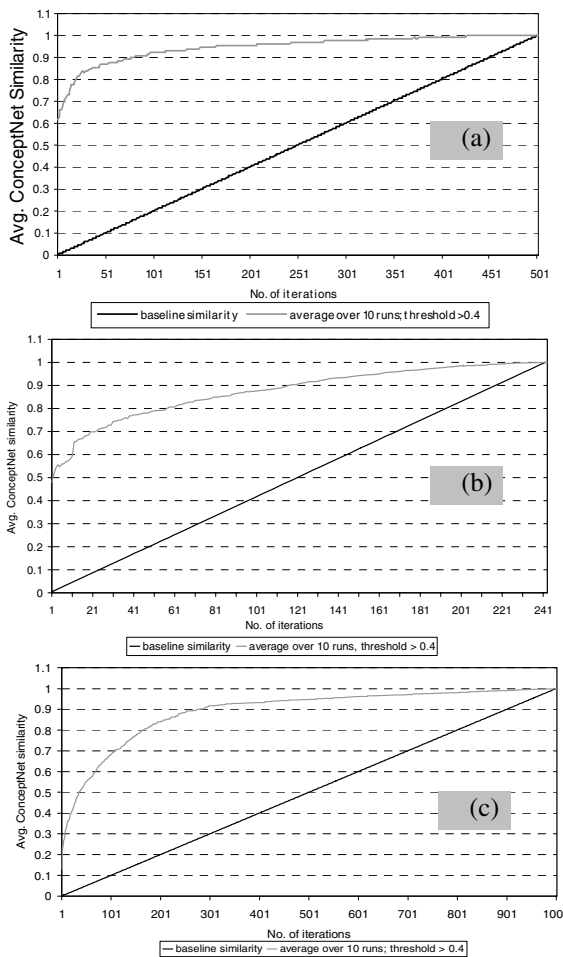 1.1
1
0.9
0.8
0.7
0.6
0.5
0.4
0.3
0.2
0.1
0
Avg. ConceptNet Similarity
(a)
1 51 101 151 201 251 301 351 401 451 501
No. of iterations
baseline similarity average over 10 runs; threshold >0.4
1.1
1
0.9
0.8
0.7
0.6
0.5
0.4
0.3
0.2
0.1
0
Avg. ConceptNet similarity
(b)
1 21 41 61 81 101 121 141 161 181 201 221 241
No. of iterations
baseline similarity average over 10 runs, threshold > 0.4
1.1
1
0.9
0.8
0.7
0.6
0.5
0.4
0.3
0.2
0.1
0
Avg. ConceptNet similarity
(c)
1 101 201 301 401 501 601 701 801 901 100
No. of iterations
baseline similarity average over 10 runs; threshold > 0.4